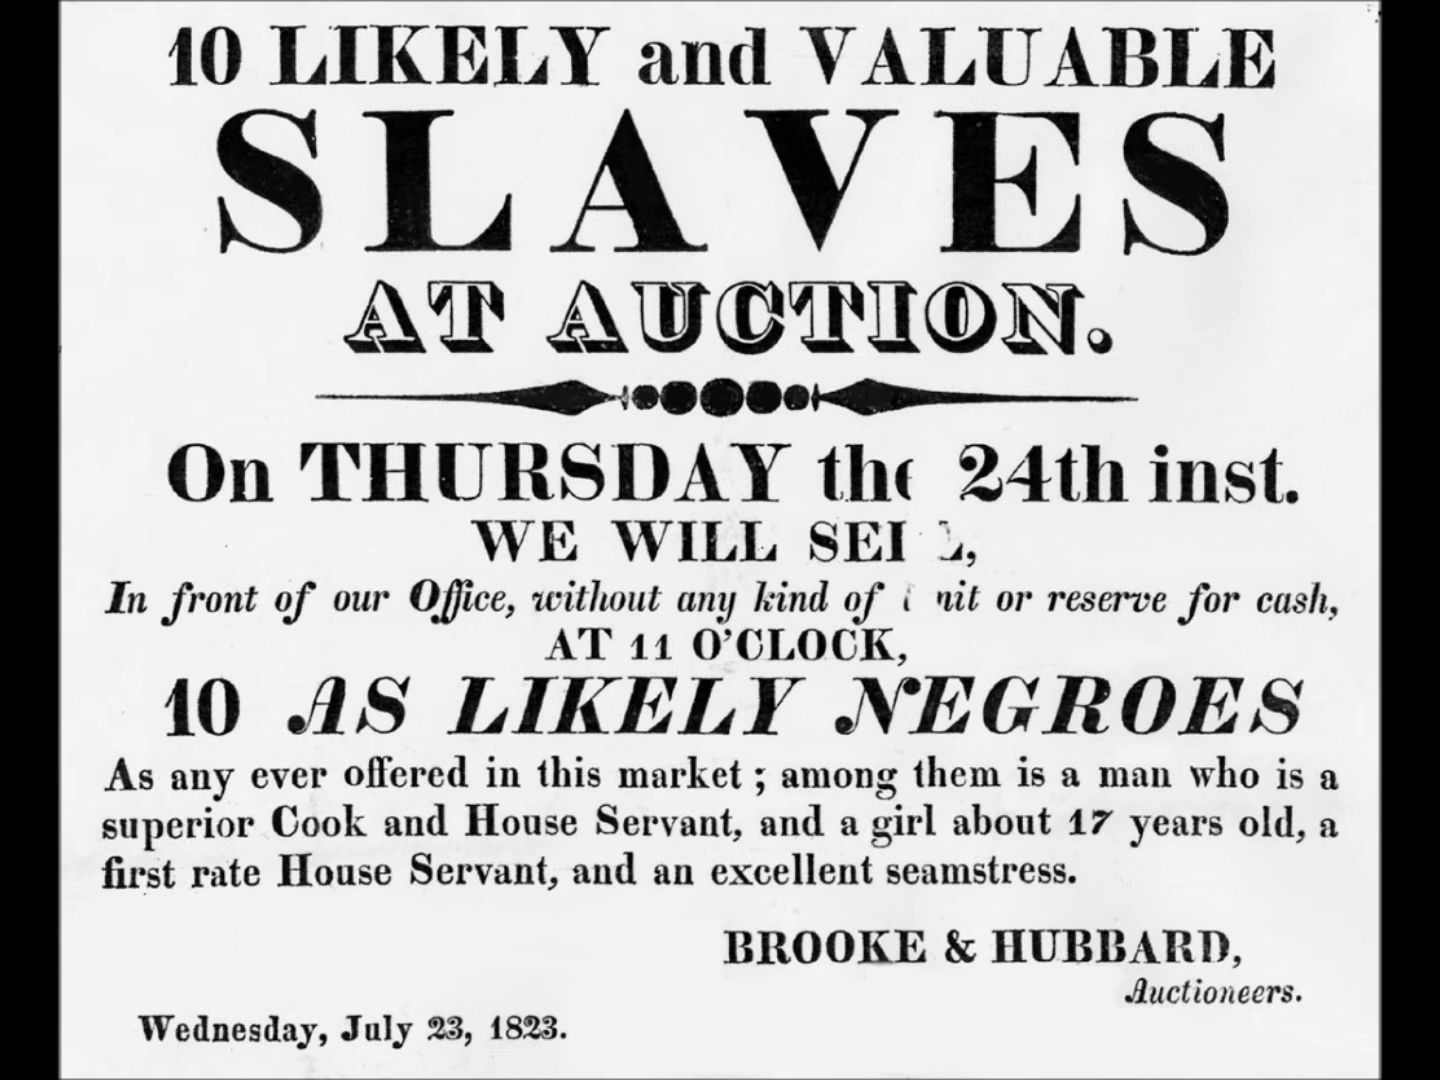 10 LIKELY and VALUABLE
SLAVES
AT AUCTION.
On THURSDAY the 24th inst.
WE WILL SELL,
In front of our Office, without any kind of or reserve for cash,
AT 11 O'CLOCK,
10 AS LIKELY NEGROES
As any ever offered in this market; among them is a man who is a
superior Cook and House Servant, and a girl about 17 years old, a
first rate House Servant, and an excellent seamstress.
BROOKE & HUBBARD,
Auctioneers.
Wednesday, July 23, 1823.